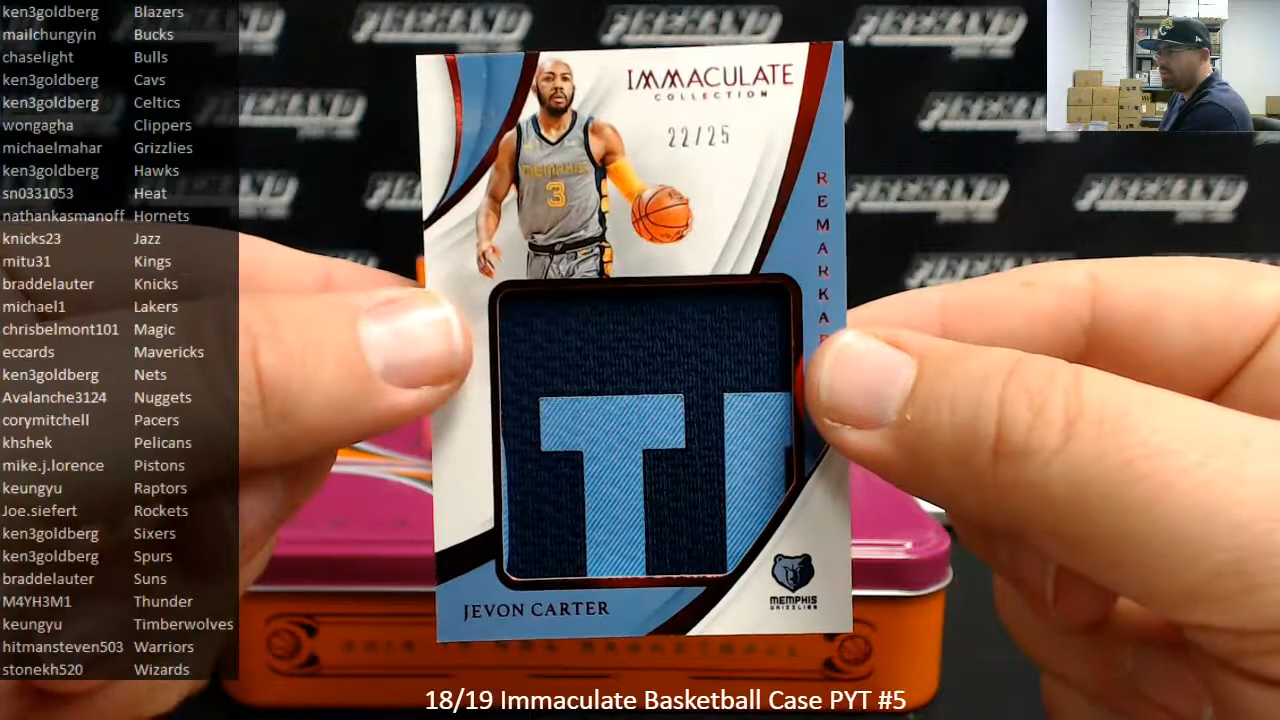 ken3goldberg Blazers
mailchungyin Bucks
chaselight Bulls
ken3goldberg Cavs
ken3goldberg Celtics
wongagha Clippers
michaelmahar Grizzlies
ken3goldberg Hawks
sn0331053 Heat
nathankasmanoff Hornets
knicks23 Jazz
mitu31 Kings
braddelauter Knicks
michael1 Lakers
chrisbelmont101 Magic
eccards Mavericks
ken3goldberg Nets
Avalanche3124 Nuggets
corymitchell Pacers
khshek Pelicans
mike.j.lorence Pistons
keungyu Raptors
Joe.siefert Rockets
ken3goldberg Sixers
ken3goldberg Spurs
braddelauter Suns
M4YH3M1 Thunder
keungyu Timberwolves
hitmansteven503 Warriors
stonekh520 Wizards
IMMACULATE
COLLECTION
22/25
REMARKA
MEMPHIS
3
T
JEVON CARTER
MEMPHIS
GRIZZLIES
FIREHAND
18/19 Immaculate Basketball Case PYT #5